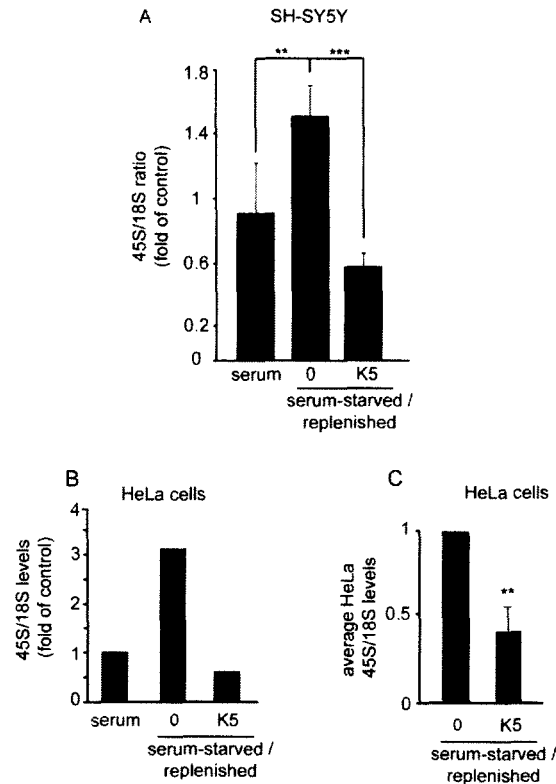 A
SH-SY5Y
** ***
45S/18S ratio
(fold of control)
1.8
1.4
1
0.6
0.2
0
serum 0 K5
serum-starved /
replenished
B
HeLa cells
45S/18S levels
(fold of control)
4
3
2
1
0
serum 0 K5
serum-starved /
replenished
C
HeLa cells
average HeLa
45S/18S levels
1
0.5
0
**
0 K5
serum-starved /
replenished